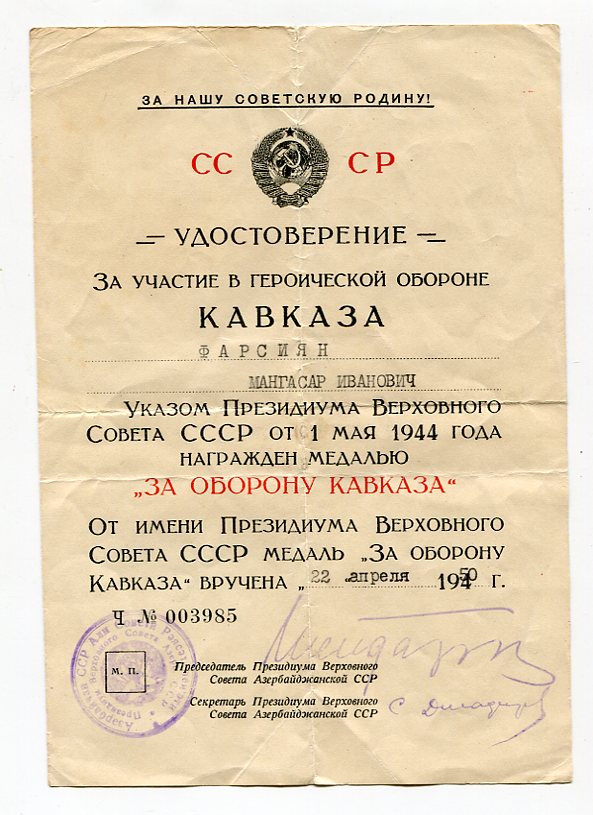 ЗА НАШУ СОВЕТСКУЮ РОДИНУ!
СС СР
УДОСТОВЕРЕНИЕ
ЗА УЧАСТИЕ В ГЕРОИЧЕСКОЙ ОБОРОНЕ
КАВКАЗА
ФАРСИЯН
МАНГАСАР ИВАНОВИЧ
УКАЗОМ ПРЕЗИДИУМА ВЕРХОВНОГО
СОВЕТА СССР ОТ 1 МАЯ 1944 ГОДА
НАГРАЖДЕН МЕДАЛЬЮ
„ЗА ОБОРОНУ КАВКАЗА“
ОТ ИМЕНИ ПРЕЗИДИУМА ВЕРХОВНОГО
СОВЕТА СССР МЕДАЛЬ „ЗА ОБОРОНУ
КАВКАЗА“ ВРУЧЕНА „22 “апреля 1950 г.
Ч № 003985
М. П.
Председатель Президиума Верховного
Совета Азербайджанской ССР
Секретарь Президиума Верховного
Совета Азербайджанской ССР